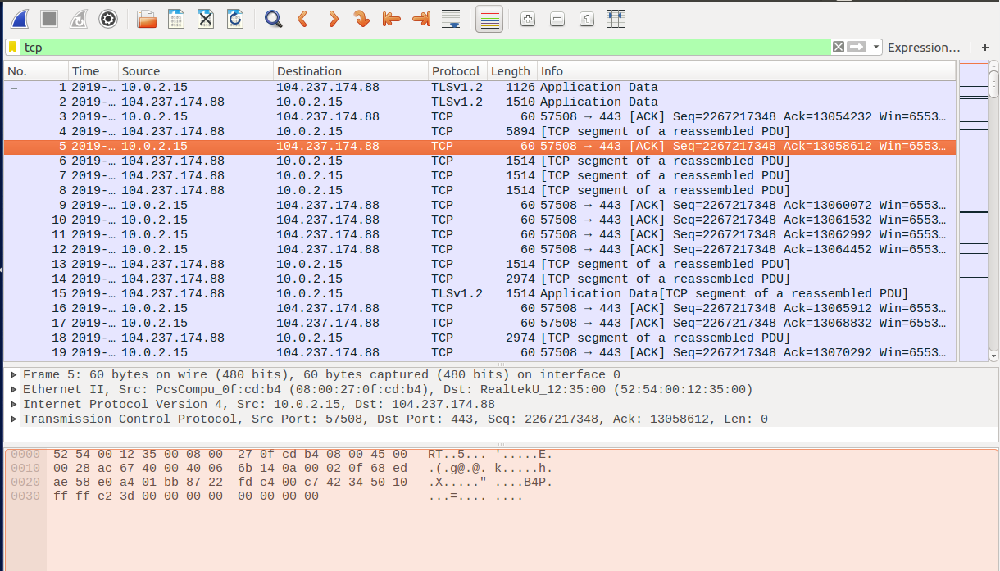 tcp Expression… +
No. Time Source Destination Protocol Length Info
1 2019-… 10.0.2.15 104.237.174.88 TLSv1.2 1126 Application Data
2 2019-… 104.237.174.88 10.0.2.15 TLSv1.2 1510 Application Data
3 2019-… 10.0.2.15 104.237.174.88 TCP 60 57508 → 443 [ACK] Seq=2267217348 Ack=13054232 Win=6553…
4 2019-… 104.237.174.88 10.0.2.15 TCP 5894 [TCP segment of a reassembled PDU]
5 2019-… 10.0.2.15 104.237.174.88 TCP 60 57508 → 443 [ACK] Seq=2267217348 Ack=13058612 Win=6553…
6 2019-… 104.237.174.88 10.0.2.15 TCP 1514 [TCP segment of a reassembled PDU]
7 2019-… 104.237.174.88 10.0.2.15 TCP 1514 [TCP segment of a reassembled PDU]
8 2019-… 104.237.174.88 10.0.2.15 TCP 1514 [TCP segment of a reassembled PDU]
9 2019-… 10.0.2.15 104.237.174.88 TCP 60 57508 → 443 [ACK] Seq=2267217348 Ack=13060072 Win=6553…
10 2019-… 10.0.2.15 104.237.174.88 TCP 60 57508 → 443 [ACK] Seq=2267217348 Ack=13061532 Win=6553…
11 2019-… 10.0.2.15 104.237.174.88 TCP 60 57508 → 443 [ACK] Seq=2267217348 Ack=13062992 Win=6553…
12 2019-… 10.0.2.15 104.237.174.88 TCP 60 57508 → 443 [ACK] Seq=2267217348 Ack=13064452 Win=6553…
13 2019-… 104.237.174.88 10.0.2.15 TCP 1514 [TCP segment of a reassembled PDU]
14 2019-… 104.237.174.88 10.0.2.15 TCP 2974 [TCP segment of a reassembled PDU]
15 2019-… 104.237.174.88 10.0.2.15 TLSv1.2 1514 Application Data[TCP segment of a reassembled PDU]
16 2019-… 10.0.2.15 104.237.174.88 TCP 60 57508 → 443 [ACK] Seq=2267217348 Ack=13065912 Win=6553…
17 2019-… 10.0.2.15 104.237.174.88 TCP 60 57508 → 443 [ACK] Seq=2267217348 Ack=13068832 Win=6553…
18 2019-… 104.237.174.88 10.0.2.15 TCP 2974 [TCP segment of a reassembled PDU]
19 2019-… 10.0.2.15 104.237.174.88 TCP 60 57508 → 443 [ACK] Seq=2267217348 Ack=13070292 Win=6553…
Frame 5: 60 bytes on wire (480 bits), 60 bytes captured (480 bits) on interface 0
Ethernet II, Src: PcsCompu_0f:cd:b4 (08:00:27:0f:cd:b4), Dst: RealtekU_12:35:00 (52:54:00:12:35:00)
Internet Protocol Version 4, Src: 10.0.2.15, Dst: 104.237.174.88
Transmission Control Protocol, Src Port: 57508, Dst Port: 443, Seq: 2267217348, Ack: 13058612, Len: 0
0000 52 54 00 12 35 00 08 00 27 0f cd b4 08 00 45 00 RT..5... '.....E.
0010 00 28 ac 67 40 00 40 06 6b 14 0a 00 02 0f 68 ed .(.g@.@. k.....h.
0020 ae 58 e0 a4 01 bb 87 22 fd c4 00 c7 42 34 50 10 .X....." ....B4P.
0030 ff ff e2 3d 00 00 00 00 00 00 00 00 ...=.... ....